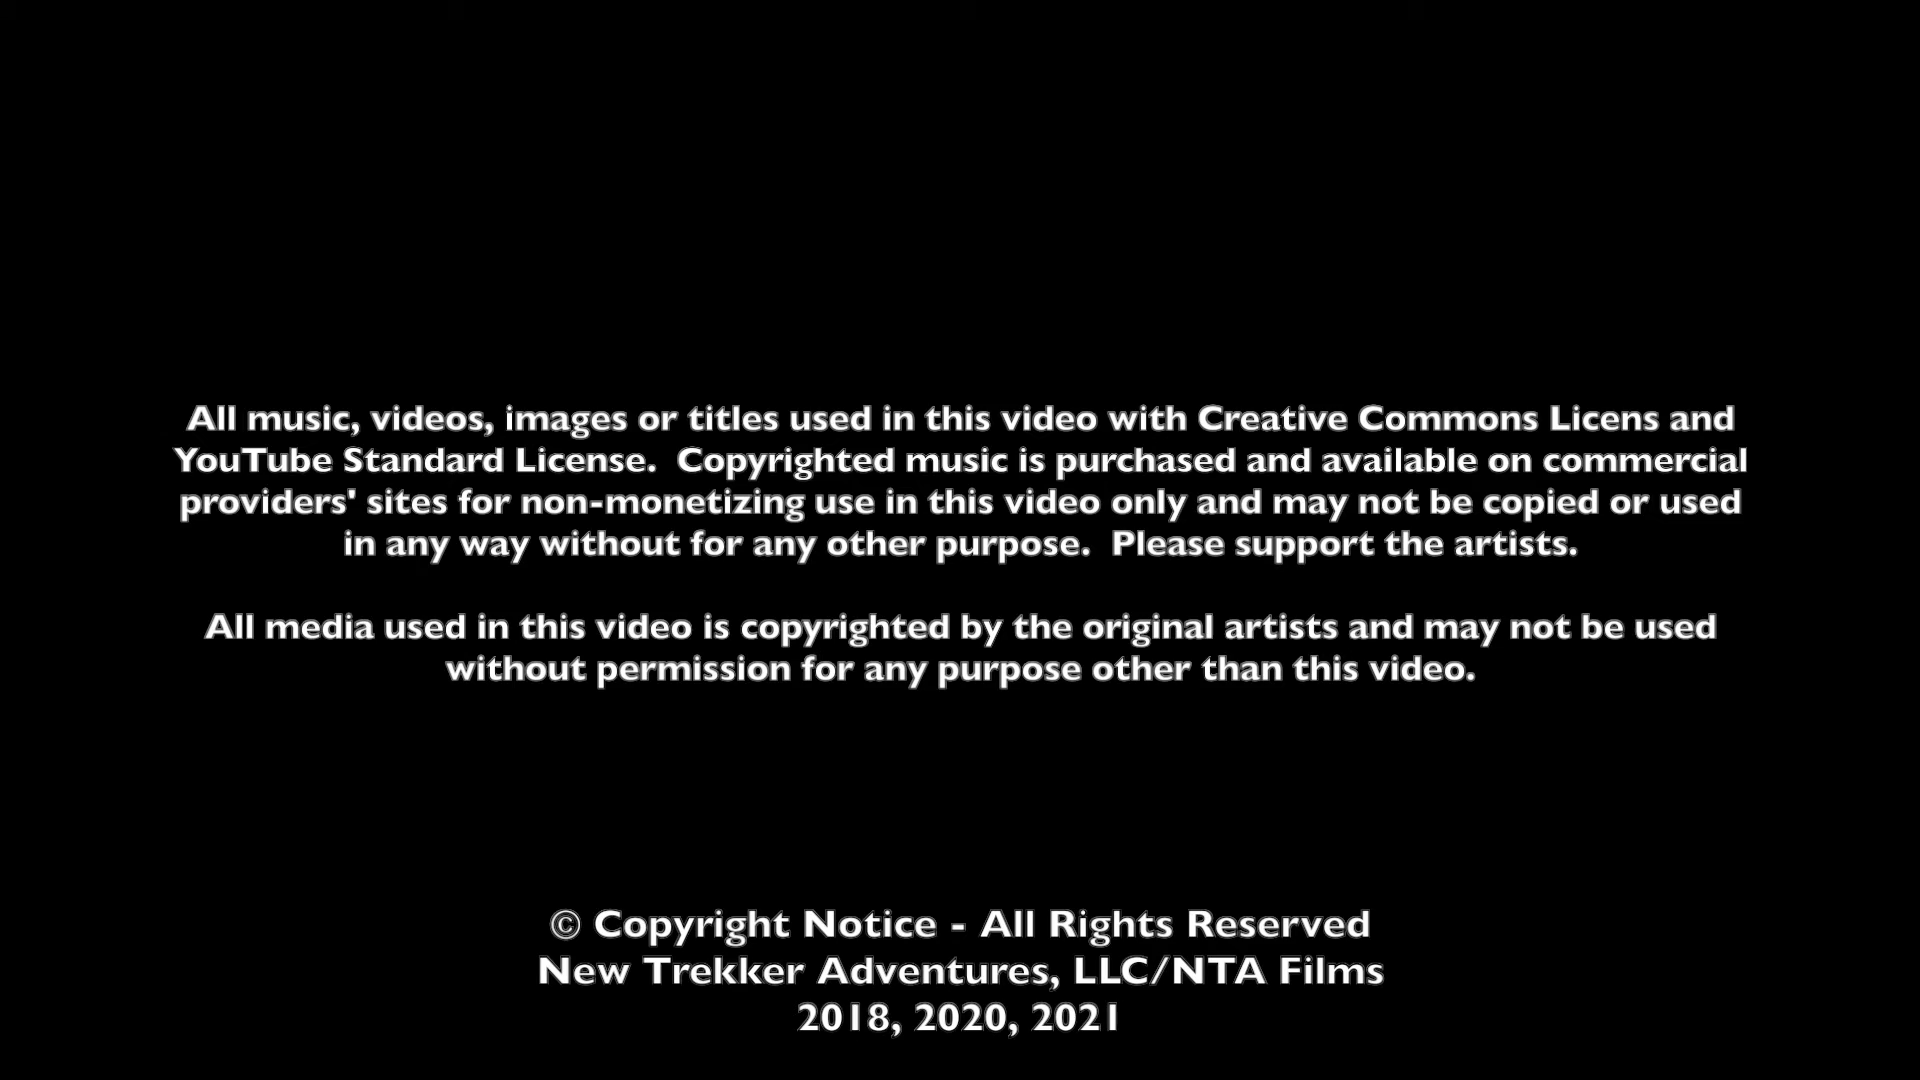 All music, videos, images or titles used in this video with Creative Commons Licens and
YouTube Standard License.  Copyrighted music is purchased and available on commercial
providers' sites for non-monetizing use in this video only and may not be copied or used
in any way without for any other purpose.  Please support the artists.
All media used in this video is copyrighted by the original artists and may not be used
without permission for any purpose other than this video.
© Copyright Notice - All Rights Reserved
New Trekker Adventures, LLC/NTA Films
2018, 2020, 2021